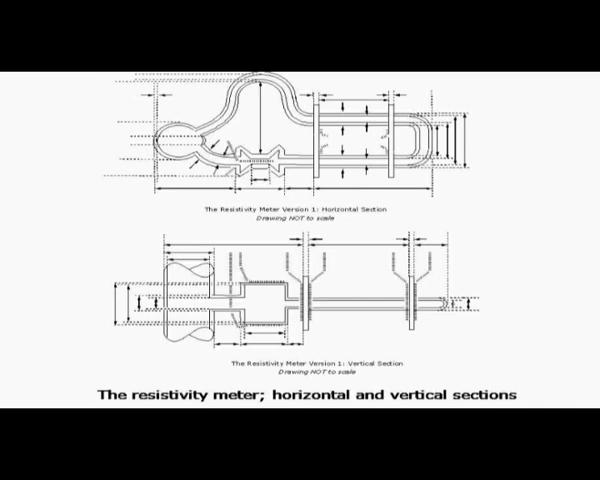 The Resistivity Meter Version 1: Horizontal Section
Drawing NOT to scale
The Resistivity Meter Version 1: Vertical Section
Drawing NOT to scale
The resistivity meter; horizontal and vertical sections